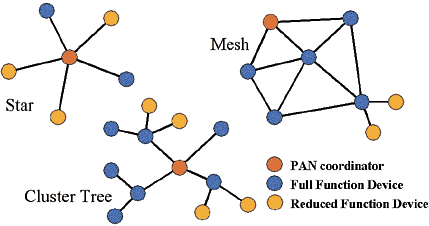 Star
Mesh
Cluster Tree
PAN coordinator
Full Function Device
Reduced Function Device